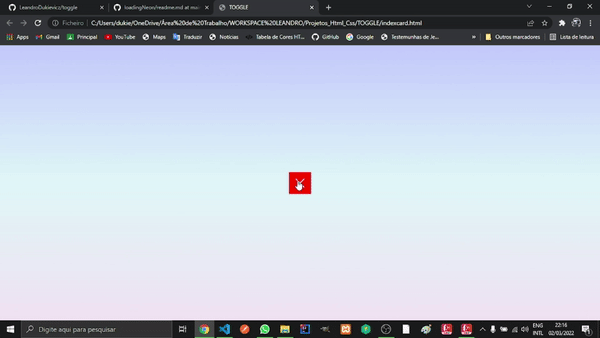 LeandroDukievicz/toggle
loadingNexos/readme.md at mai
TOGGLE
Ficheiro
C:/Users/dukie/OneDrive/Área%20de%20Trabalho/WORKSPACE%20LEANDRO/Projetos_Html_Css/TOGGLE/indexcard.html
Apps
Gmail
Principal
YouTube
Maps
Traduzir
Notícias
Tabela de Cores HT...
GitHub
Google
Testemunhas de Je...
»
Outros marcadores
Lista de leitura
Digite aqui para pesquisar
ENG
INTL
22:16
02/03/2022